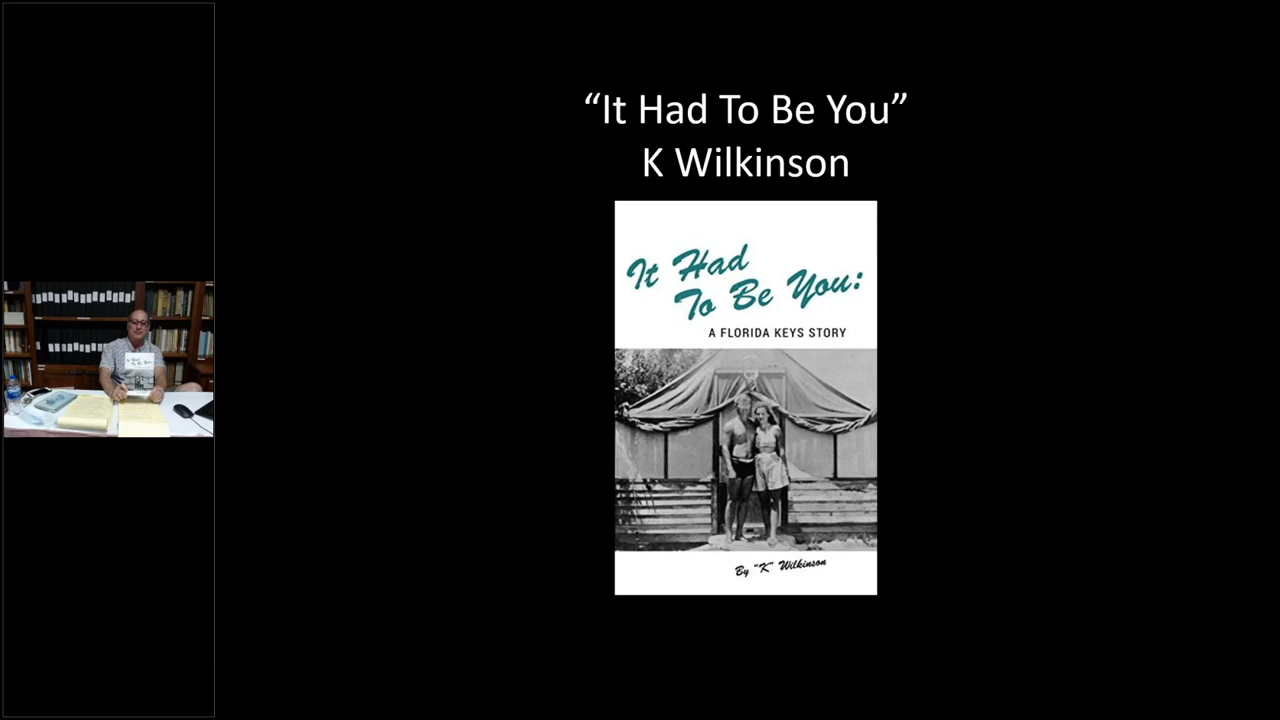 “It Had To Be You”
K Wilkinson
It Had
To Be You:
A FLORIDA KEYS STORY
By "K" Wilkinson